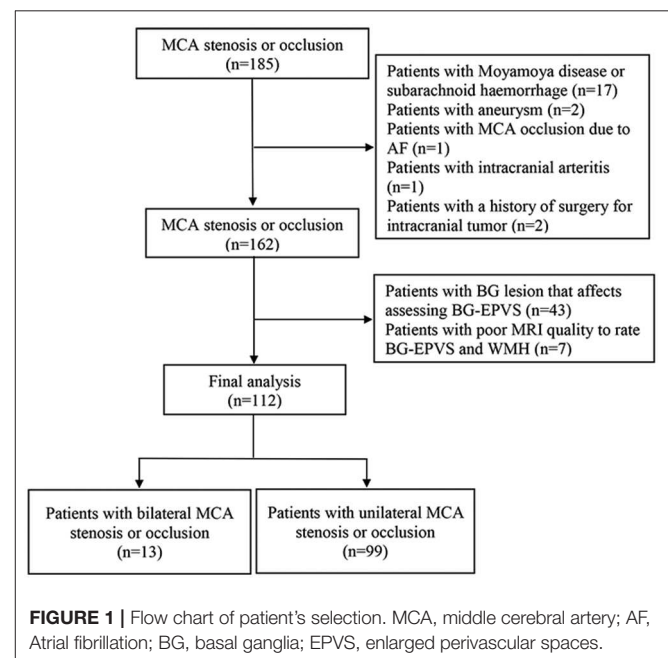 MCA stenosis or occlusion
(n=185)
Patients with Moyamoya disease or
subarachnoid haemorrhage (n=17)
Patients with aneurysm (n=2)
Patients with MCA occlusion due to
AF (n=1)
Patients with intracranial arteritis
(n=1)
Patients with a history of surgery for
intracranial tumor (n=2)
MCA stenosis or occlusion
(n=162)
Patients with BG lesion that affects
assessing BG-EPVS (n=43)
Patients with poor MRI quality to rate
BG-EPVS and WMH (n=7)
Final analysis
(n=112)
Patients with bilateral MCA
stenosis or occlusion
(n=13)
Patients with unilateral MCA
stenosis or occlusion
(n=99)
FIGURE 1 | Flow chart of patient's selection. MCA, middle cerebral artery; AF,
Atrial fibrillation; BG, basal ganglia; EPVS, enlarged perivascular spaces.